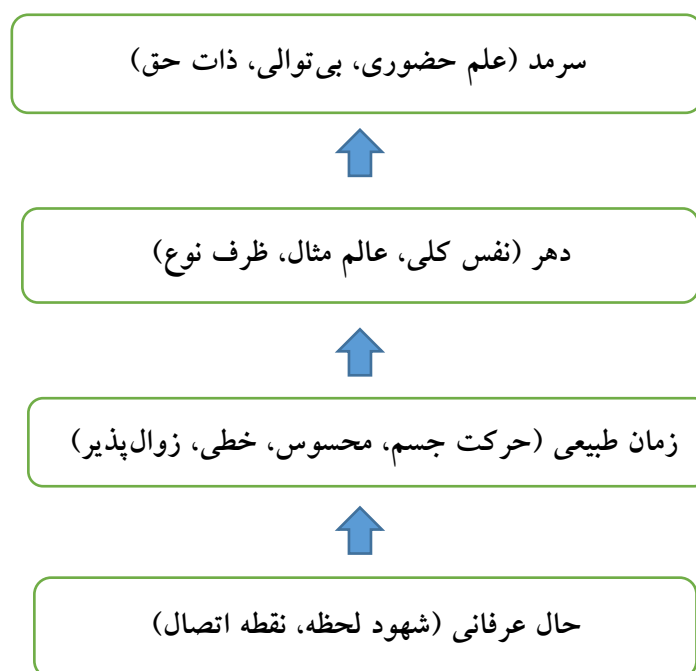 سرمد (علم حضوری، بی‌توالی، ذات حق)
دهر (نفس کلی، عالم مثال، ظرف نوع)
زمان طبیعی (حرکت جسم، محسوس، خطی، زوال‌پذیر)
حال عرفانی (شهود لحظه، نقطه اتصال)